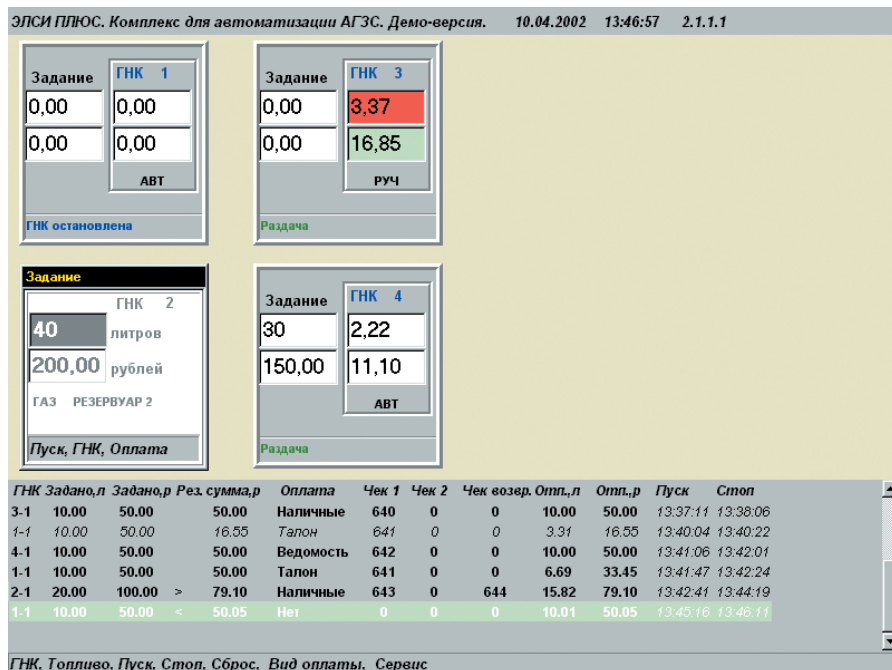 ЭЛСИ ПЛЮС. Комплекс для автоматизации АГЗС. Демо-версия. 10.04.2002 13:46:57 2.1.1.1
Задание ГНК 1
0,00 0,00
0,00 0,00
АВТ
ГНК остановлена
Задание ГНК 3
0,00 3,37
0,00 16,85
РУЧ
Раздача
Задание
ГНК 2
40 литров
200,00 рублей
ГАЗ РЕЗЕРВУАР 2
Пуск, ГНК, Оплата
Задание ГНК 4
30 2,22
150,00 11,10
АВТ
Раздача
ГНК Задано,л Задано,р Рез. сумма,р Оплата Чек 1 Чек 2 Чек возвр. Отп.,л Отп.,р Пуск Стоп
3-1 10.00 50.00 50.00 Наличные 640 0 0 10.00 50.00 13:37:11 13:38:06
1-1 10.00 50.00 16.55 Талон 641 0 0 3.31 16.55 13:40:04 13:40:22
4-1 10.00 50.00 50.00 Ведомость 642 0 0 10.00 50.00 13:41:06 13:42:01
1-1 10.00 50.00 50.00 Талон 641 0 0 6.69 33.45 13:41:47 13:42:24
2-1 20.00 100.00 > 79.10 Наличные 643 0 644 15.82 79.10 13:42:41 13:44:19
1-1 10.00 50.00 < 50.05 Нет 0 0 0 10.01 50.05 13:45:16 13:46:11
ГНК, Топливо, Пуск, Стоп, Сброс, Вид оплаты, Сервис